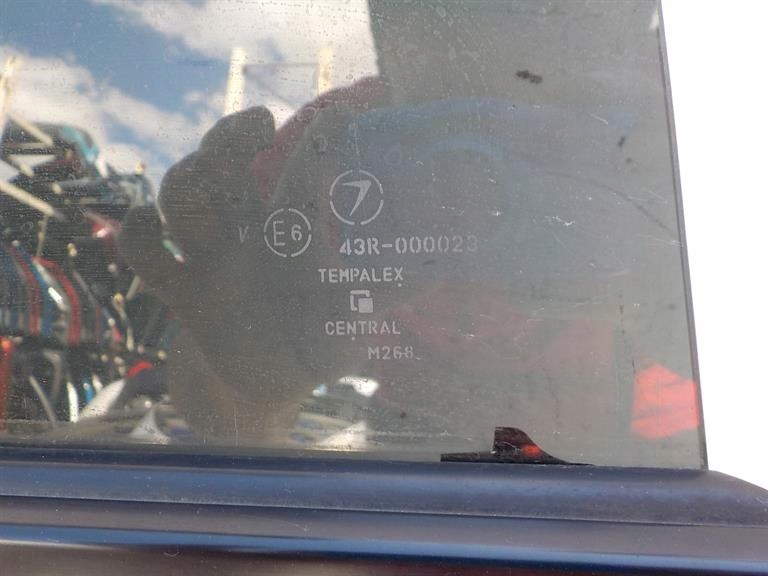 V E6 43R-000023
TEMPALEX
CENTRAL
M268